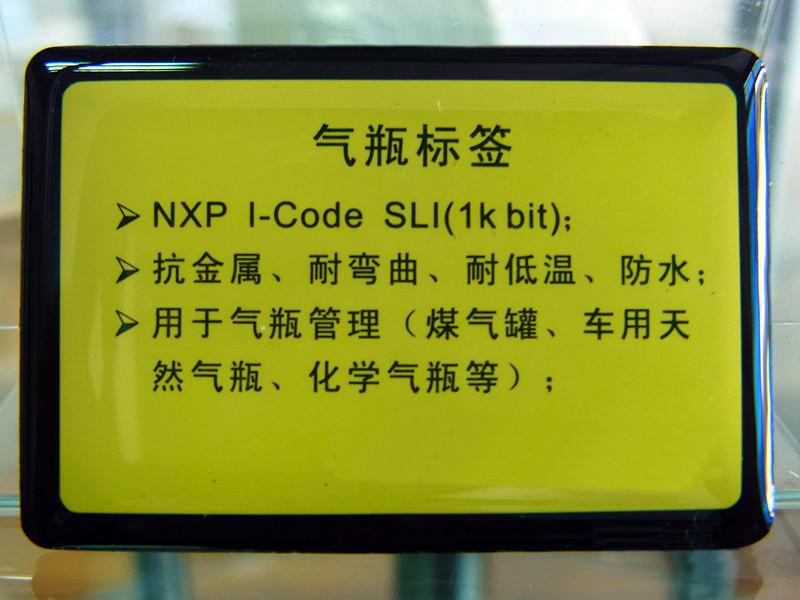 气瓶标签
➢ NXP I-Code SLI(1k bit);
➢ 抗金属、耐弯曲、耐低温、防水；
➢ 用于气瓶管理（煤气罐、车用天
然气瓶、化学气瓶等）；